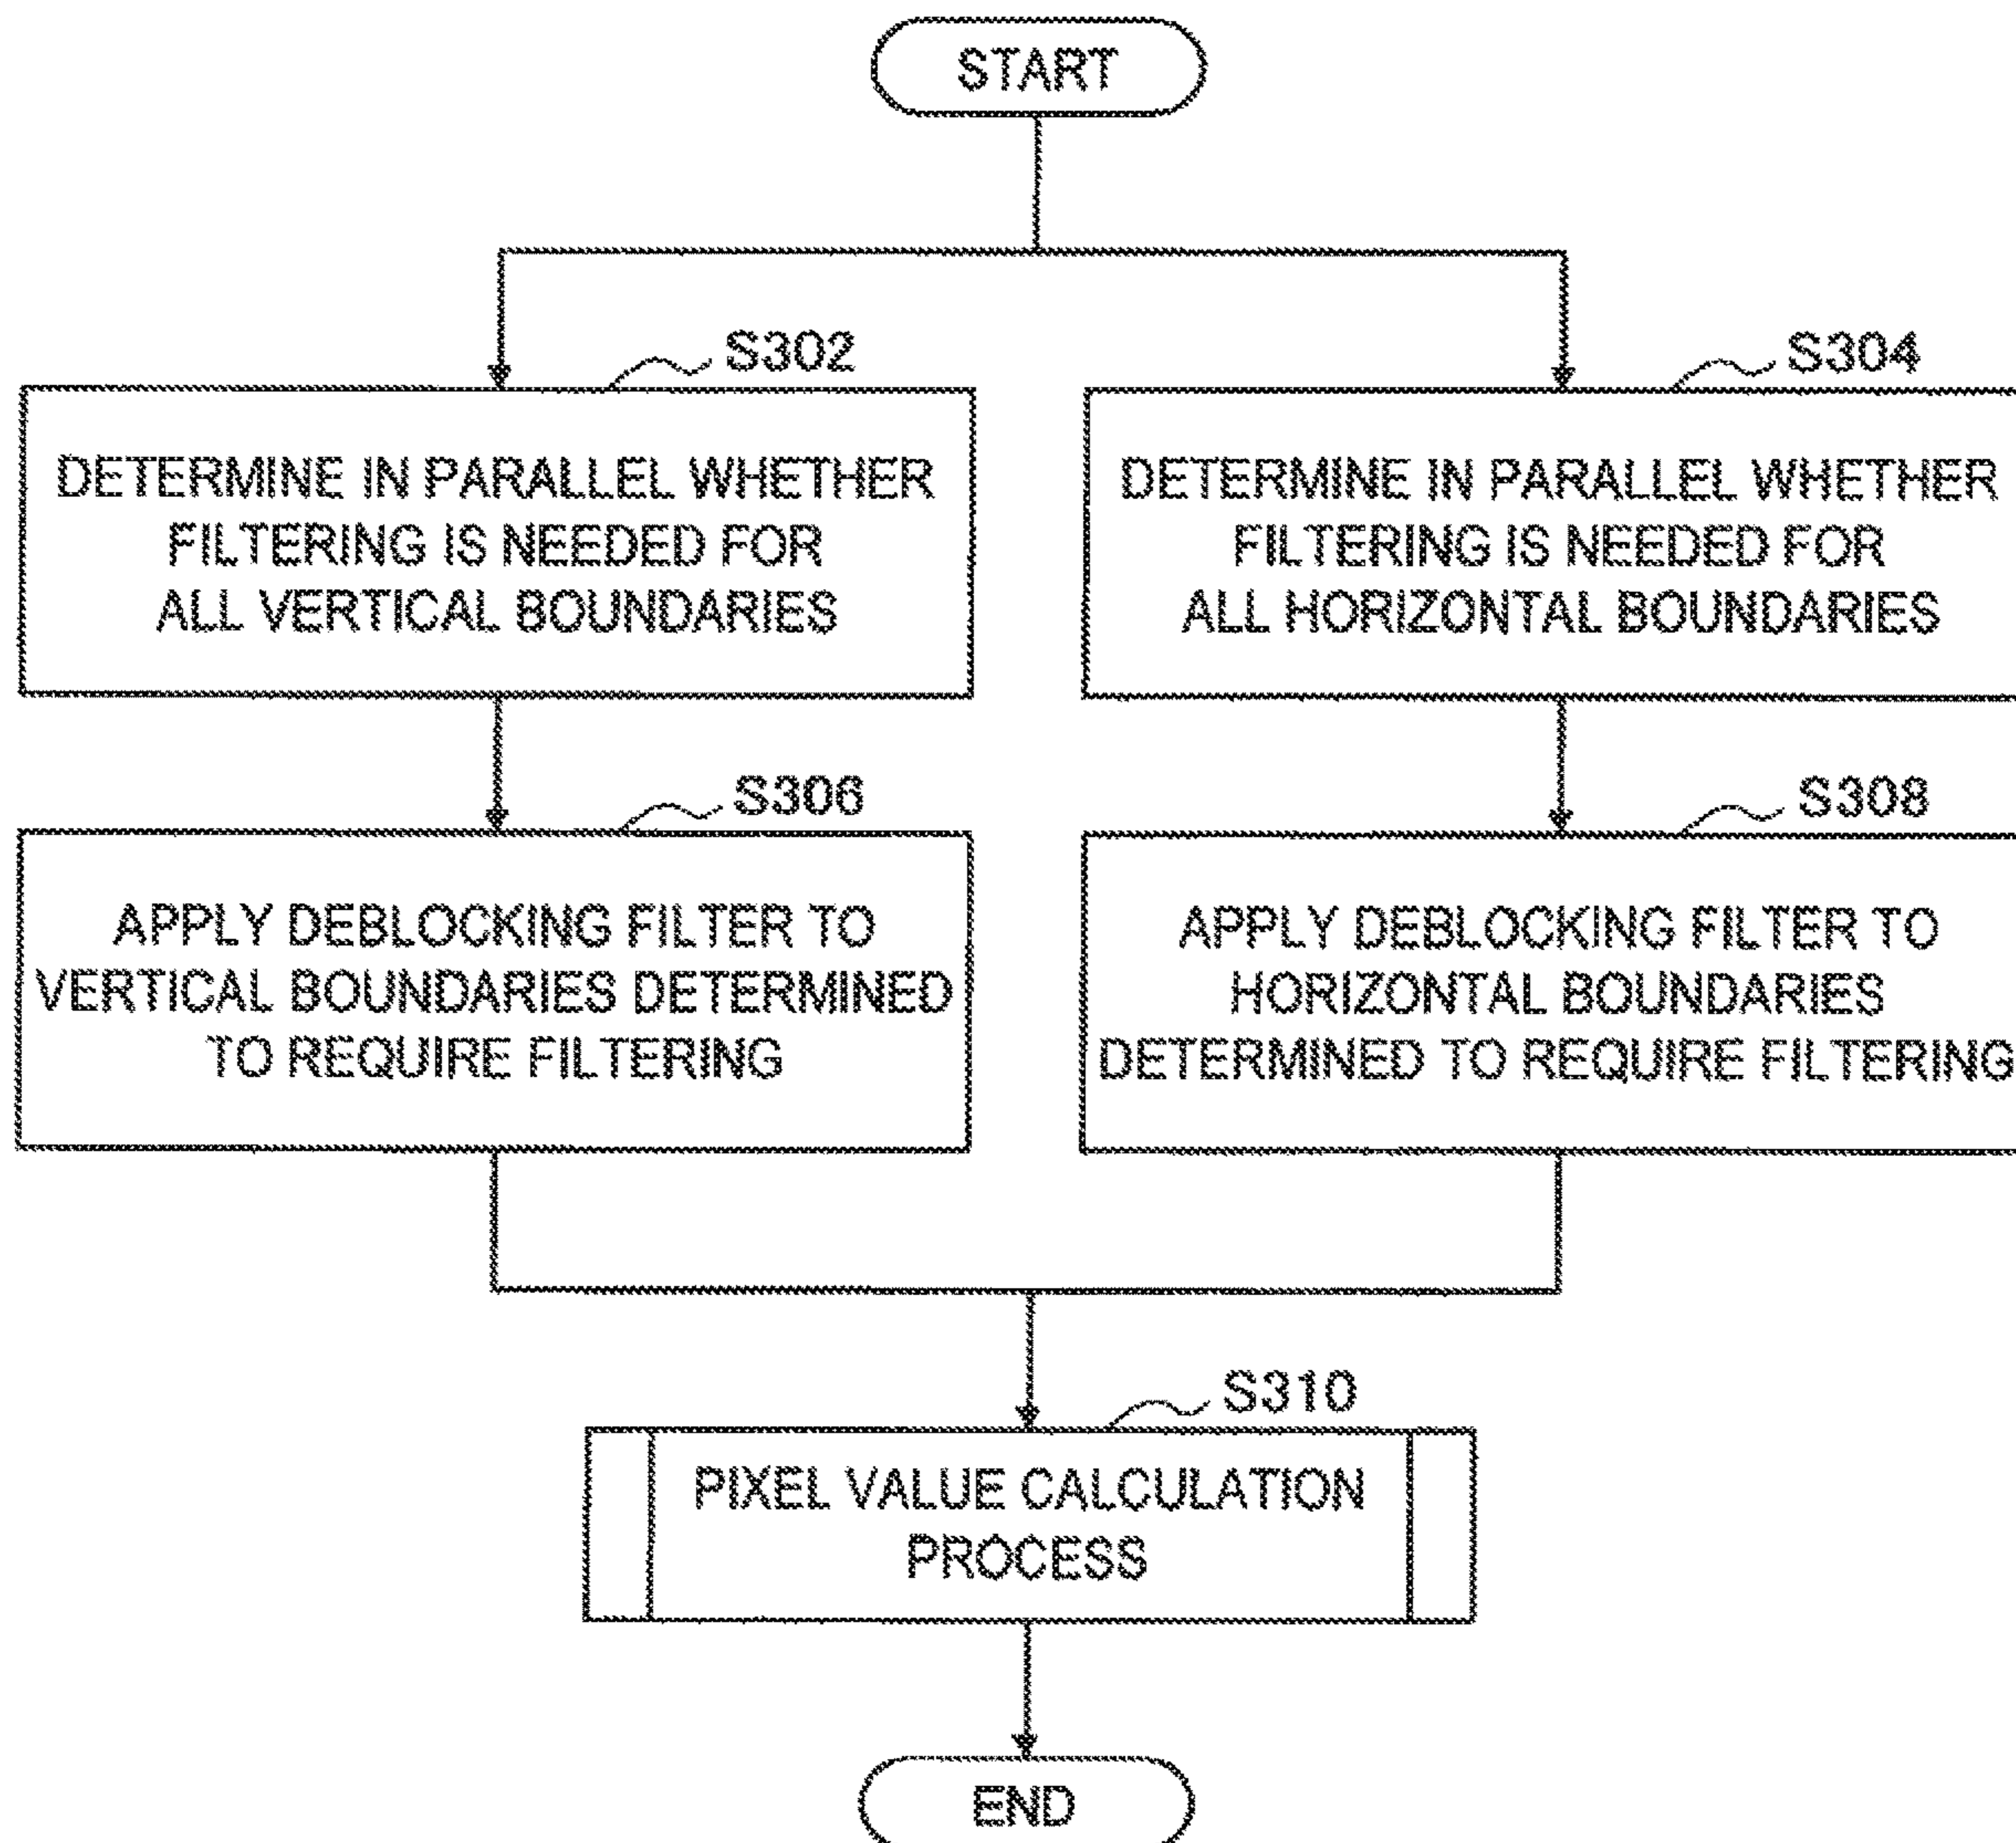 START
S302
DETERMINE IN PARALLEL WHETHER
FILTERING IS NEEDED FOR
ALL VERTICAL BOUNDARIES
S304
DETERMINE IN PARALLEL WHETHER
FILTERING IS NEEDED FOR
ALL HORIZONTAL BOUNDARIES
S306
APPLY DEBLOCKING FILTER TO
VERTICAL BOUNDARIES DETERMINED
TO REQUIRE FILTERING
S308
APPLY DEBLOCKING FILTER TO
HORIZONTAL BOUNDARIES
DETERMINED TO REQUIRE FILTERING
S310
PIXEL VALUE CALCULATION
PROCESS
END